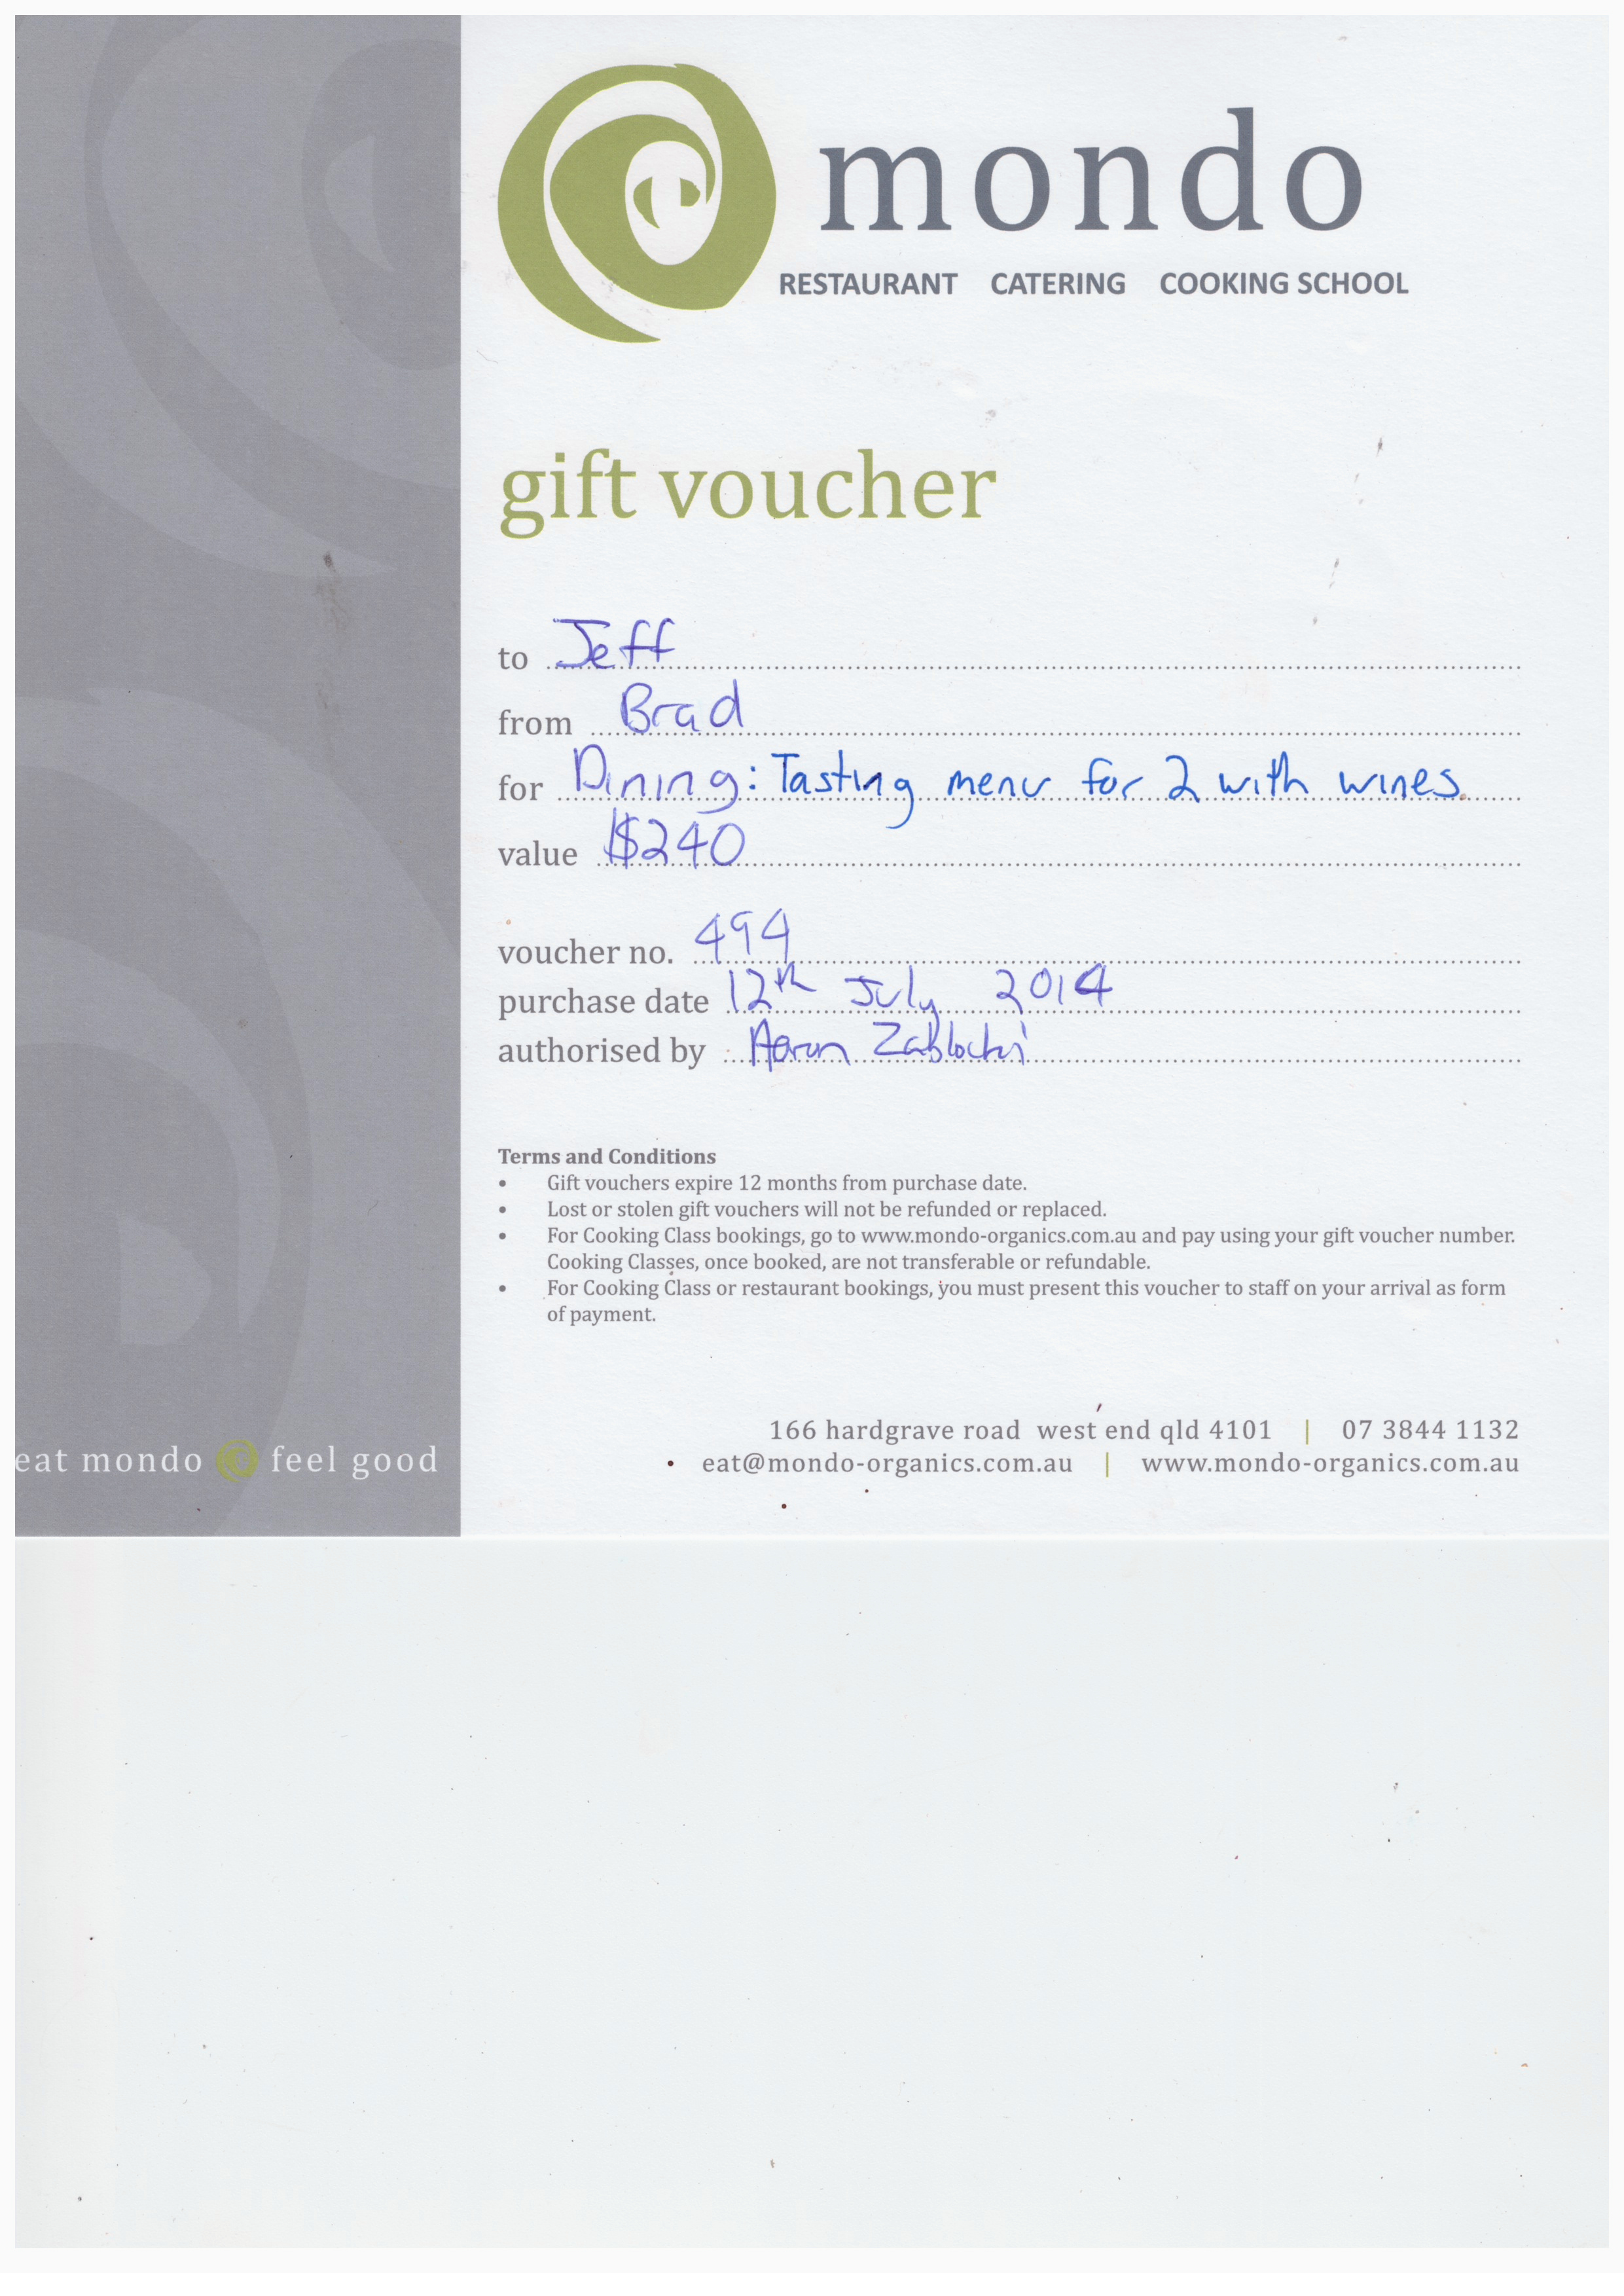 mondo
RESTAURANT CATERING COOKING SCHOOL
gift voucher
to Jeff
from Brad
for Dining: Tasting menu for 2 with wines.
value $240
voucher no. 494
purchase date 12th July 2014
authorised by Aaron Zablocki
Terms and Conditions
• Gift vouchers expire 12 months from purchase date.
• Lost or stolen gift vouchers will not be refunded or replaced.
• For Cooking Class bookings, go to www.mondo-organics.com.au and pay using your gift voucher number.
Cooking Classes, once booked, are not transferable or refundable.
• For Cooking Class or restaurant bookings, you must present this voucher to staff on your arrival as form
of payment.
166 hardgrave road west end qld 4101 | 07 3844 1132
eat@mondo-organics.com.au | www.mondo-organics.com.au
eat mondo feel good